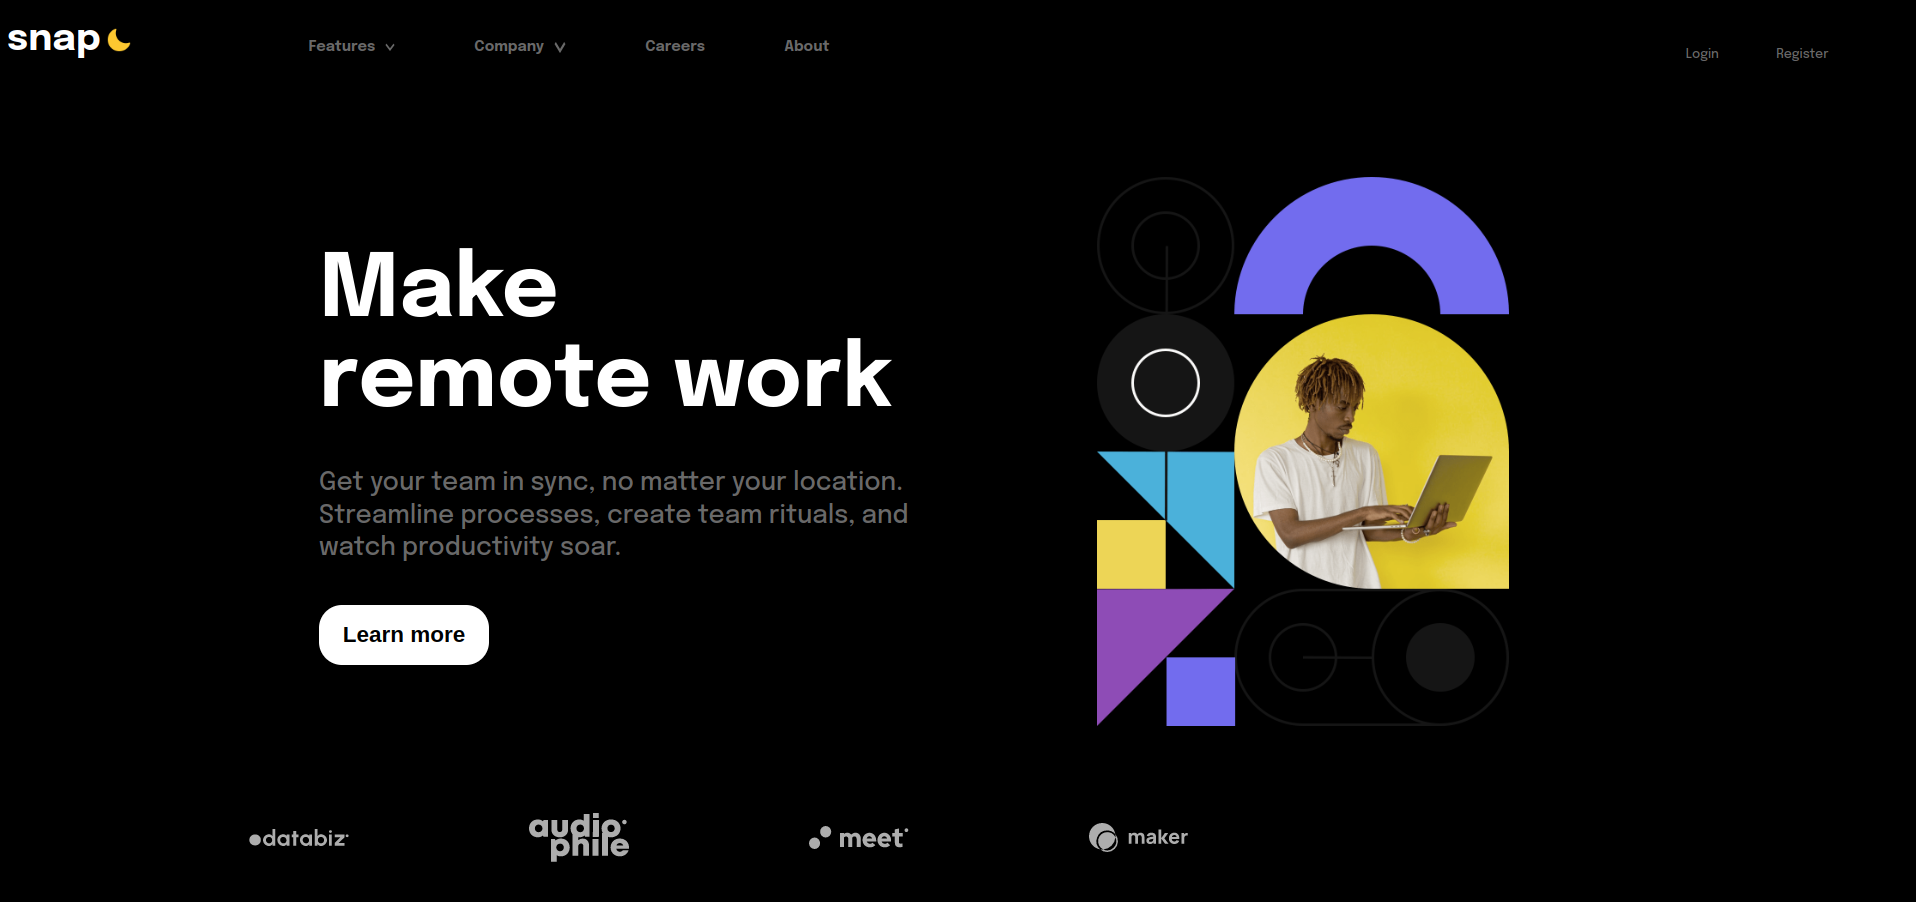 snap
Features
Company
Careers
About
Login
Register
Make
remote work
Get your team in sync, no matter your location.
Streamline processes, create team rituals, and
watch productivity soar.
Learn more
databiz
audio
phile
meet
maker